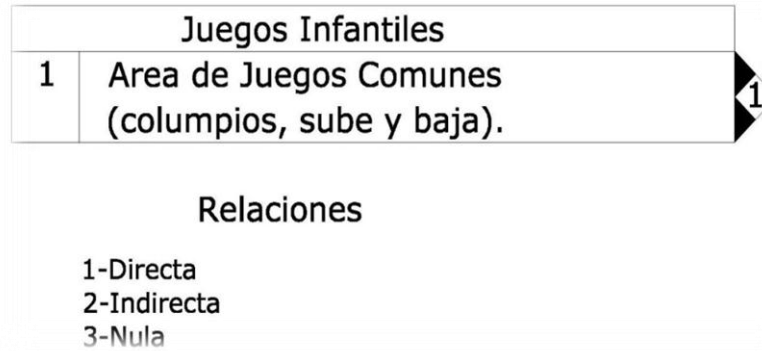 Juegos Infantiles
1 Area de Juegos Comunes
(columpios, sube y baja).
1
Relaciones
1-Directa
2-Indirecta
3-Nula